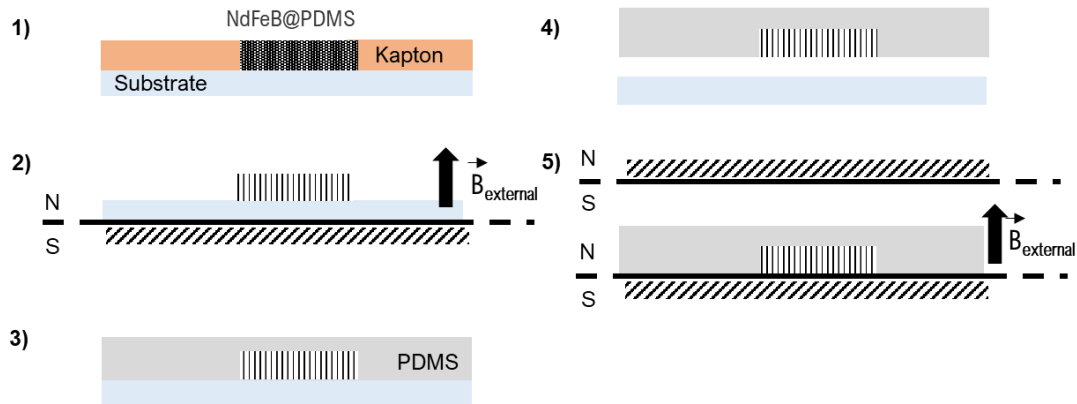 1)
NdFeB@PDMS
Kapton
Substrate
2)
N
S
B external
3)
PDMS
4)
5)
N
S
N
S
B external